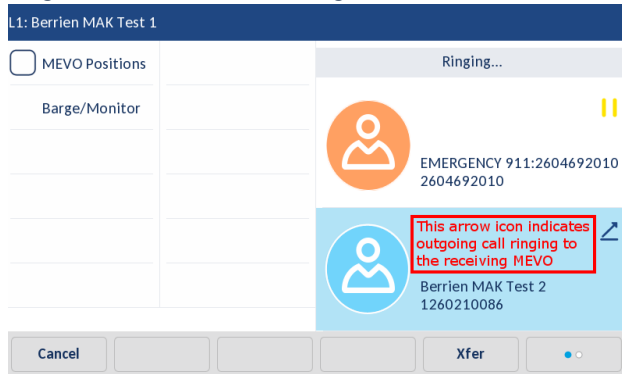 L1: Berrien MAK Test 1
MEVO Positions
Barge/Monitor
Ringing...
EMERGENCY 911:2604692010
2604692010
This arrow icon indicates
outgoing call ringing to
the receiving MEVO
Berrien MAK Test 2
1260210086
Cancel
Xfer